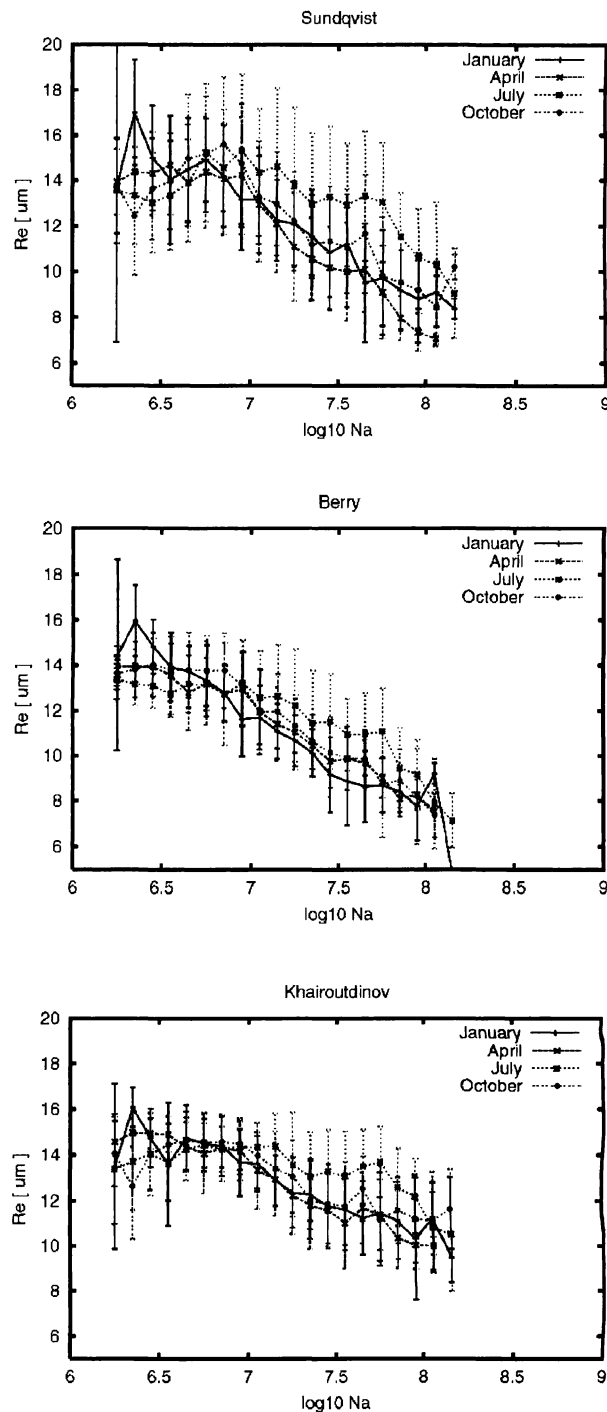 Sundqvist
Re [ um ]
20
18
16
14
12
10
8
6
January
April
July
October
6
6.5
7
7.5
8
8.5
9
log10 Na
Berry
Re [ um ]
20
18
16
14
12
10
8
6
January
April
July
October
6
6.5
7
7.5
8
8.5
9
log10 Na
Khairoutdinov
Re [ um ]
20
18
16
14
12
10
8
6
January
April
July
October
6
6.5
7
7.5
8
8.5
9
log10 Na